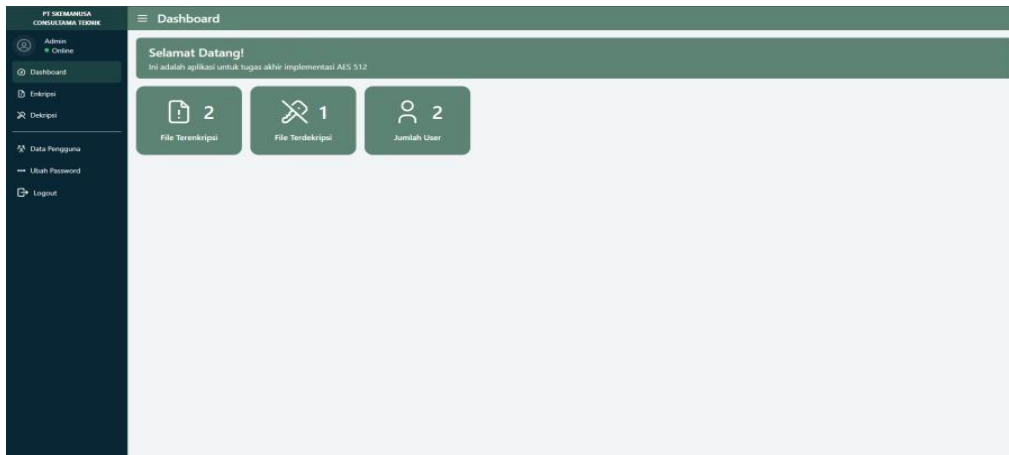 PT SKEMANUSA
CONSULTAMA TEKNIK
Admin
Online
Dashboard
Enkripsi
Dekripsi
Data Pengguna
Ubah Password
Logout
Dashboard
Selamat Datang!
Ini adalah aplikasi untuk tugas akhir implementasi AES 512
2
File Terenkripsi
1
File Terdekripsi
2
Jumlah User